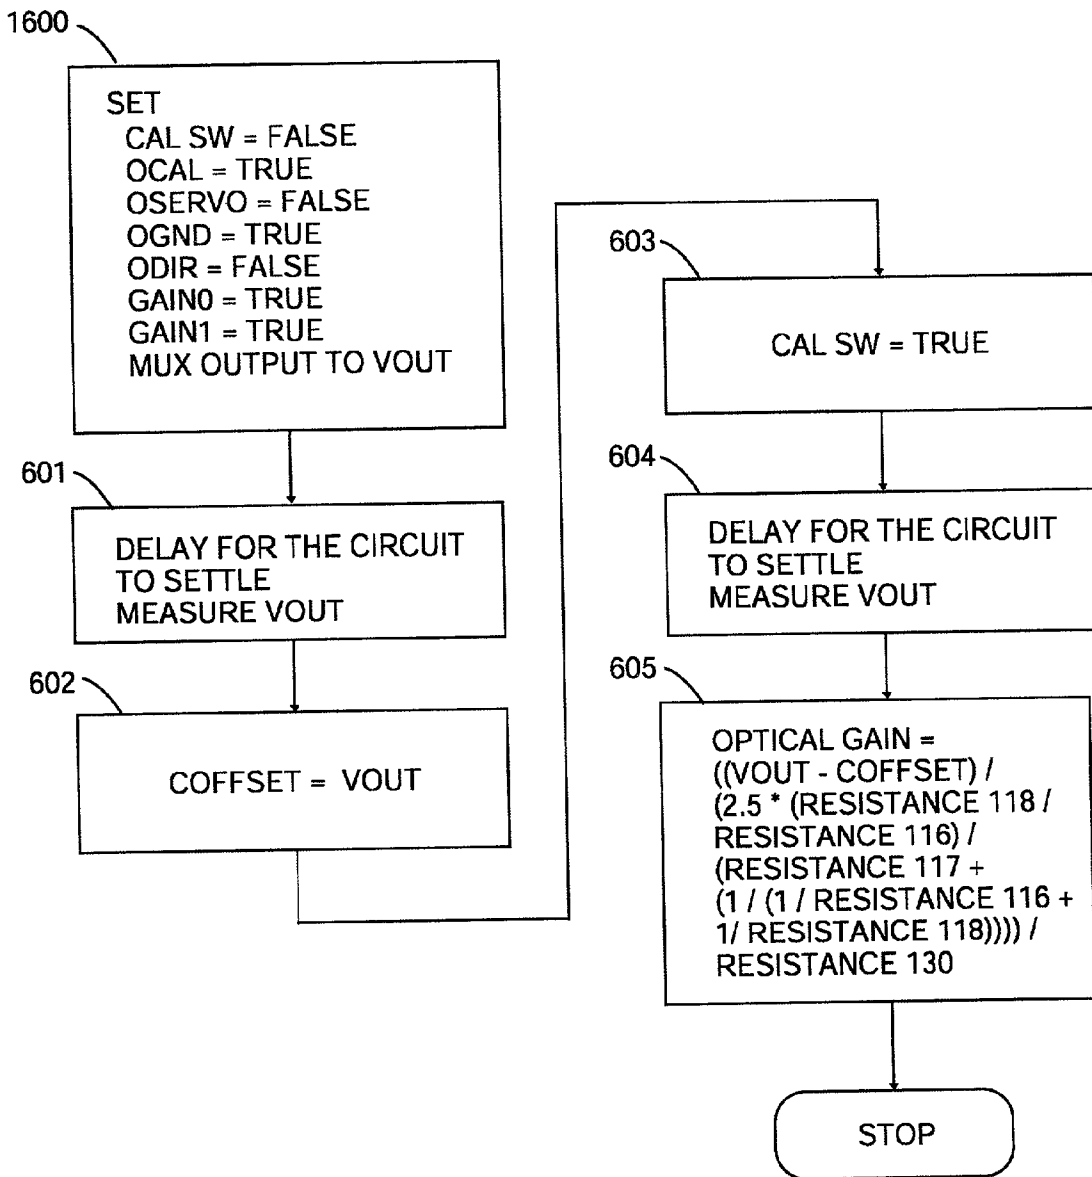 1600
SET
CAL SW = FALSE
OCAL = TRUE
OSERVO = FALSE
OGND = TRUE
ODIR = FALSE
GAIN0 = TRUE
GAIN1 = TRUE
MUX OUTPUT TO VOUT
601
DELAY FOR THE CIRCUIT
TO SETTLE
MEASURE VOUT
602
COFFSET = VOUT
603
CAL SW = TRUE
604
DELAY FOR THE CIRCUIT
TO SETTLE
MEASURE VOUT
605
OPTICAL GAIN =
((VOUT - COFFSET) /
(2.5 * (RESISTANCE 118 /
RESISTANCE 116) /
(RESISTANCE 117 +
(1 / (1 / RESISTANCE 116 +
1/ RESISTANCE 118)))) /
RESISTANCE 130
STOP